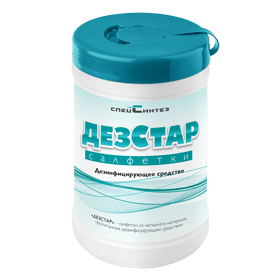 СПЕЦСИНТЕЗ
ДЕЗСТАР
салфетки
Дезинфицирующее средство
«ДЕЗСТАР» – салфетки из нетканого материала,
пропитанные дезинфицирующим средством